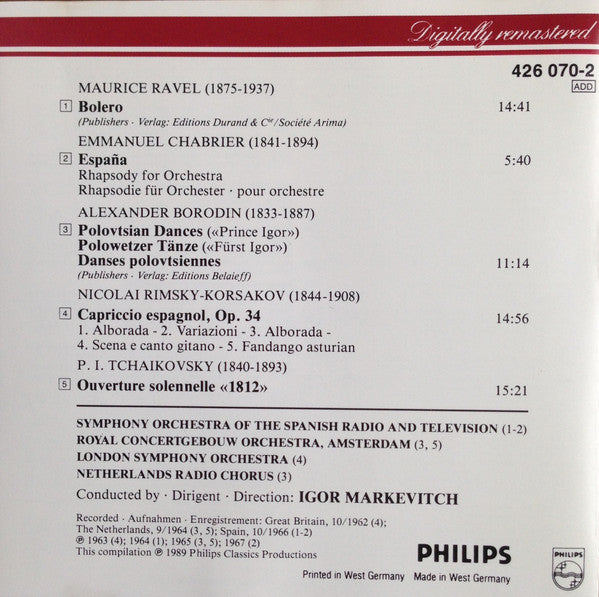 Digitally remastered
426 070-2
ADD
MAURICE RAVEL (1875-1937)
1 Bolero 14:41
(Publishers · Verlag: Editions Durand & Cie/Société Arima)
EMMANUEL CHABRIER (1841-1894)
2 España 5:40
Rhapsody for Orchestra
Rhapsodie für Orchester · pour orchestre
ALEXANDER BORODIN (1833-1887)
3 Polovtsian Dances («Prince Igor»)
Polowetzer Tänze («Fürst Igor»)
Danses polovtsiennes 11:14
(Publishers · Verlag: Editions Belaieff)
NICOLAI RIMSKY-KORSAKOV (1844-1908)
4 Capriccio espagnol, Op. 34 14:56
1. Alborada - 2. Variazioni - 3. Alborada -
4. Scena e canto gitano - 5. Fandango asturian
P. I. TCHAIKOVSKY (1840-1893)
5 Ouverture solennelle «1812» 15:21
SYMPHONY ORCHESTRA OF THE SPANISH RADIO AND TELEVISION (1-2)
ROYAL CONCERTGEBOUW ORCHESTRA, AMSTERDAM (3, 5)
LONDON SYMPHONY ORCHESTRA (4)
NETHERLANDS RADIO CHORUS (3)
Conducted by · Dirigent · Direction: IGOR MARKEVITCH
Recorded · Aufnahmen · Enregistrement: Great Britain, 10/1962 (4);
The Netherlands, 9/1964 (3, 5); Spain, 10/1966 (1-2)
℗ 1963 (4); 1964 (1); 1965 (3, 5); 1967 (2)
This compilation ℗ 1989 Philips Classics Productions
PHILIPS
PHILIPS
Printed in West Germany Made in West Germany